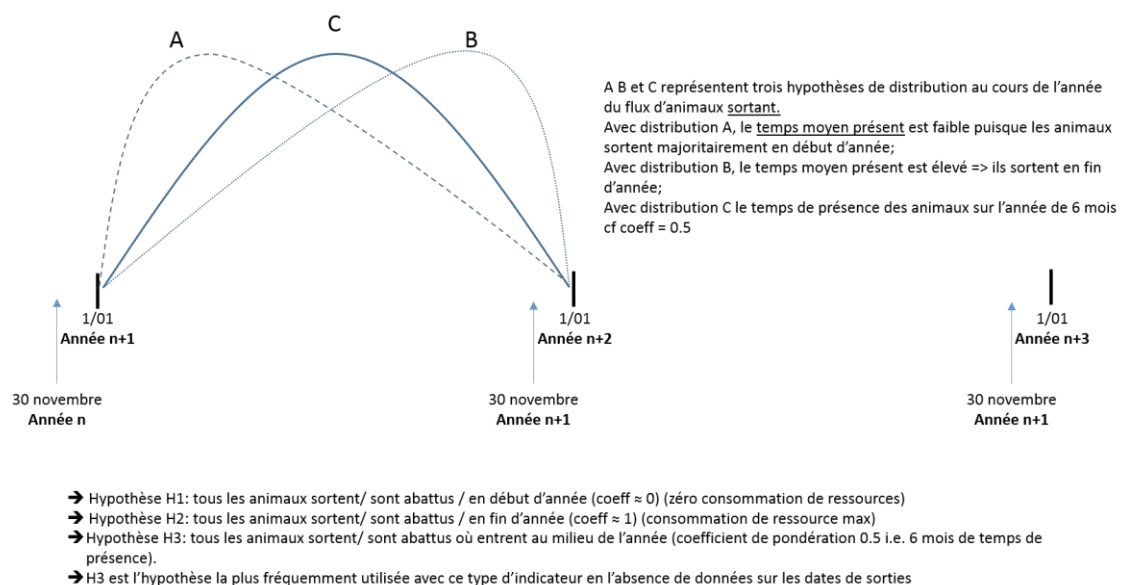 A
C
B
A B et C représentent trois hypothèses de distribution au cours de l'année
du flux d'animaux sortant.
Avec distribution A, le temps moyen présent est faible puisque les animaux
sortent majoritairement en début d'année;
Avec distribution B, le temps moyen présent est élevé => ils sortent en fin
d'année;
Avec distribution C le temps de présence des animaux sur l'année de 6 mois
cf coeff = 0.5
1/01
Année n+1
1/01
Année n+2
1/01
Année n+3
30 novembre
Année n
30 novembre
Année n+1
30 novembre
Année n+1
➔ Hypothèse H1: tous les animaux sortent/ sont abattus / en début d'année (coeff ≈ 0) (zéro consommation de ressources)
➔ Hypothèse H2: tous les animaux sortent/ sont abattus / en fin d'année (coeff ≈ 1) (consommation de ressource max)
➔ Hypothèse H3: tous les animaux sortent/ sont abattus où entrent au milieu de l'année (coefficient de pondération 0.5 i.e. 6 mois de temps de
présence).
➔ H3 est l'hypothèse la plus fréquemment utilisée avec ce type d'indicateur en l'absence de données sur les dates de sorties